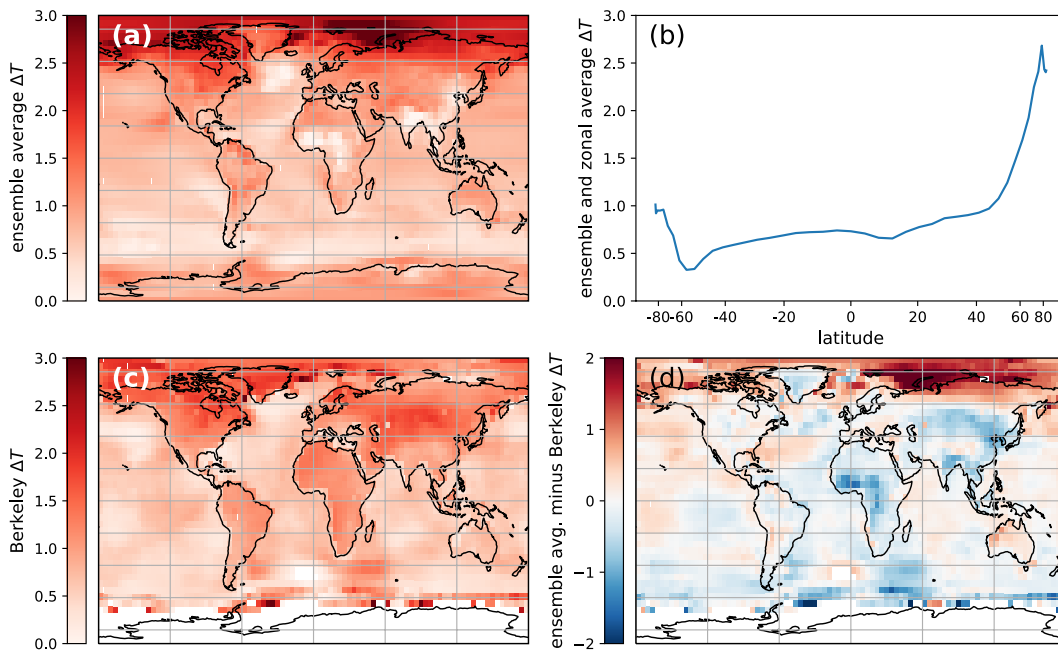 3.0
2.5
2.0
1.5
1.0
0.5
0.0
ensemble average ΔT
(a)
3.0
2.5
2.0
1.5
1.0
0.5
0.0
ensemble and zonal average ΔT
(b)
-80 -60 -40 -20 0 20 40 60 80
latitude
3.0
2.5
2.0
1.5
1.0
0.5
0.0
Berkeley ΔT
(c)
2
1
0
−1
−2
ensemble avg. minus Berkeley ΔT
(d)